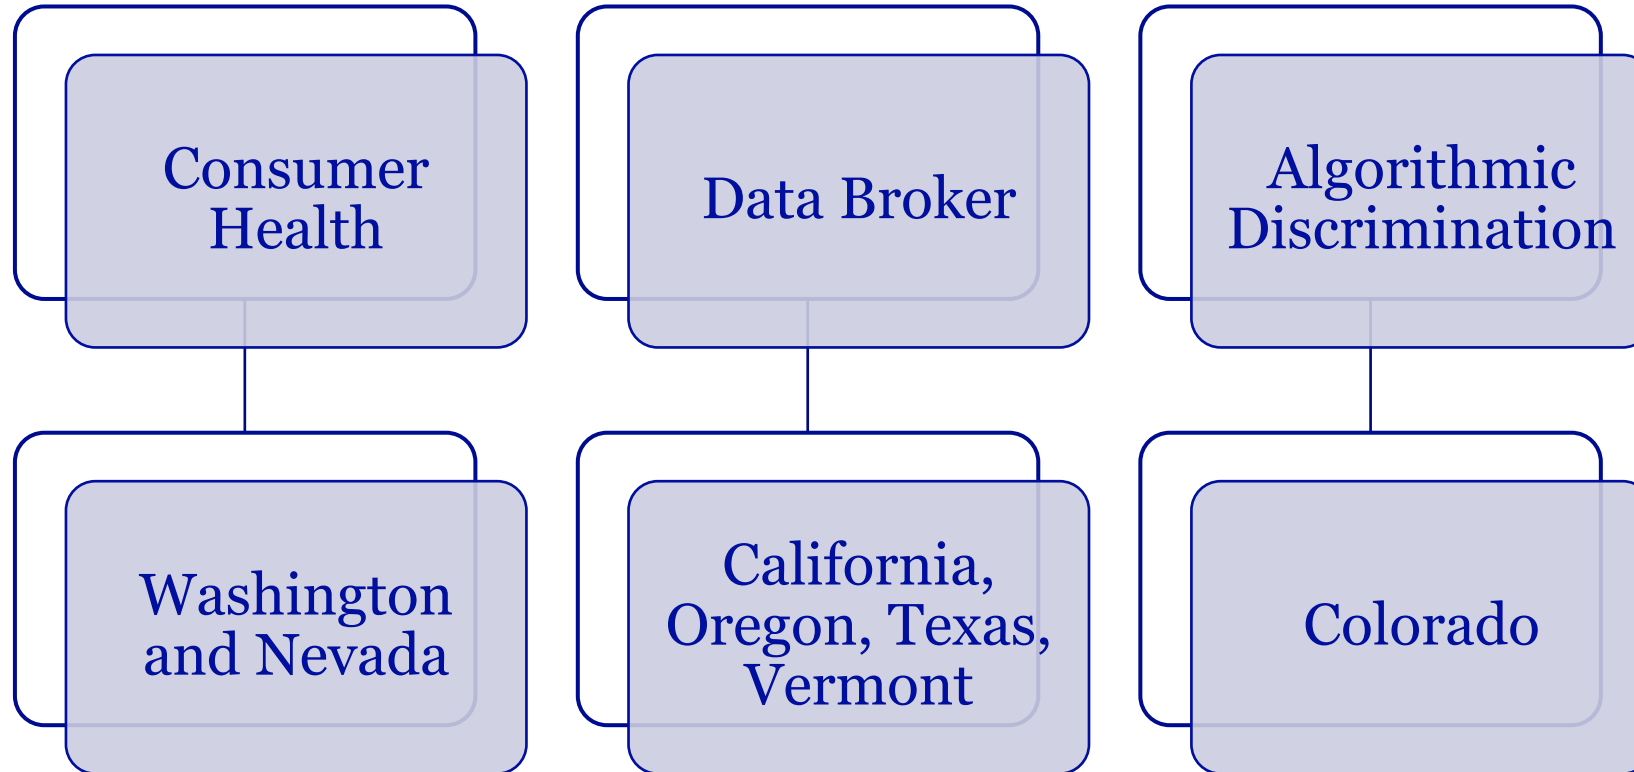 Consumer
Health
Data Broker
Algorithmic
Discrimination
Washington
and Nevada
California,
Oregon, Texas,
Vermont
Colorado